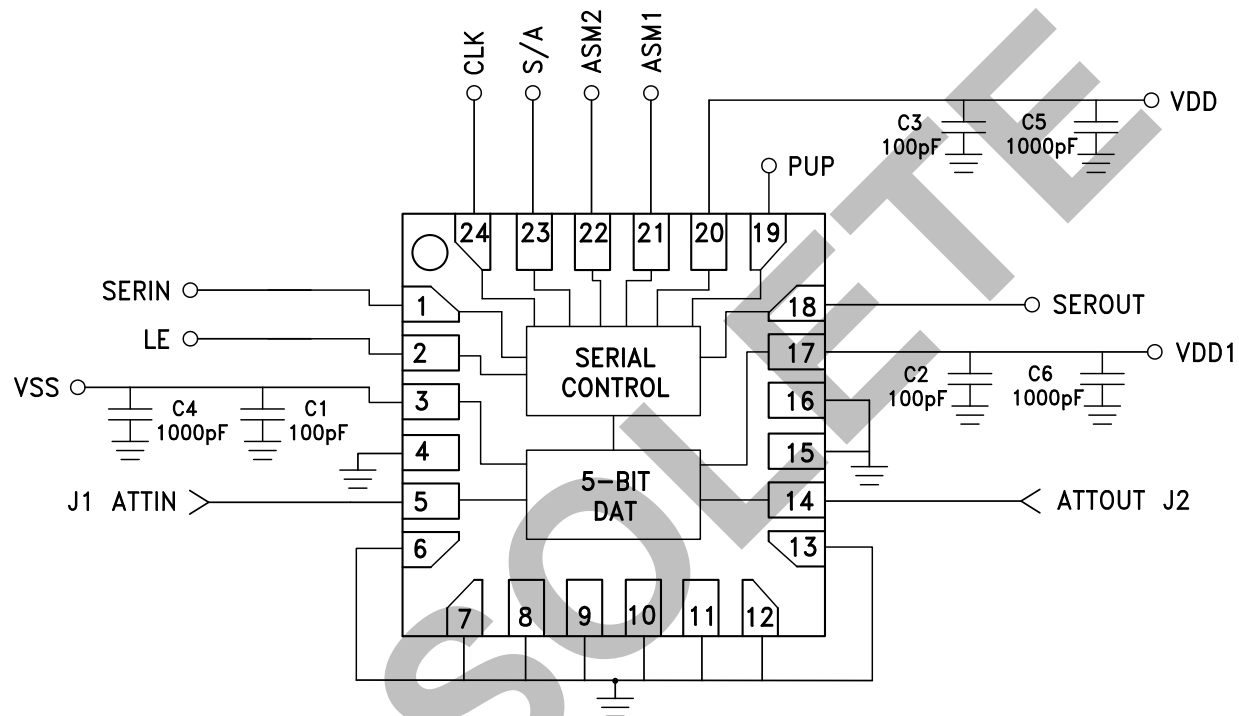 CLK
S/A
ASM2
ASM1
VDD
C3
100pF
C5
1000pF
PUP
24
23
22
21
20
19
SERIN
1
18
SEROUT
LE
2
SERIAL
CONTROL
17
VDD1
VSS
3
16
C2
100pF
C6
1000pF
C4
1000pF
C1
100pF
4
15
J1 ATTIN
5
5-BIT
DAT
14
ATTOUT J2
6
13
7
8
9
10
11
12
SOLETE